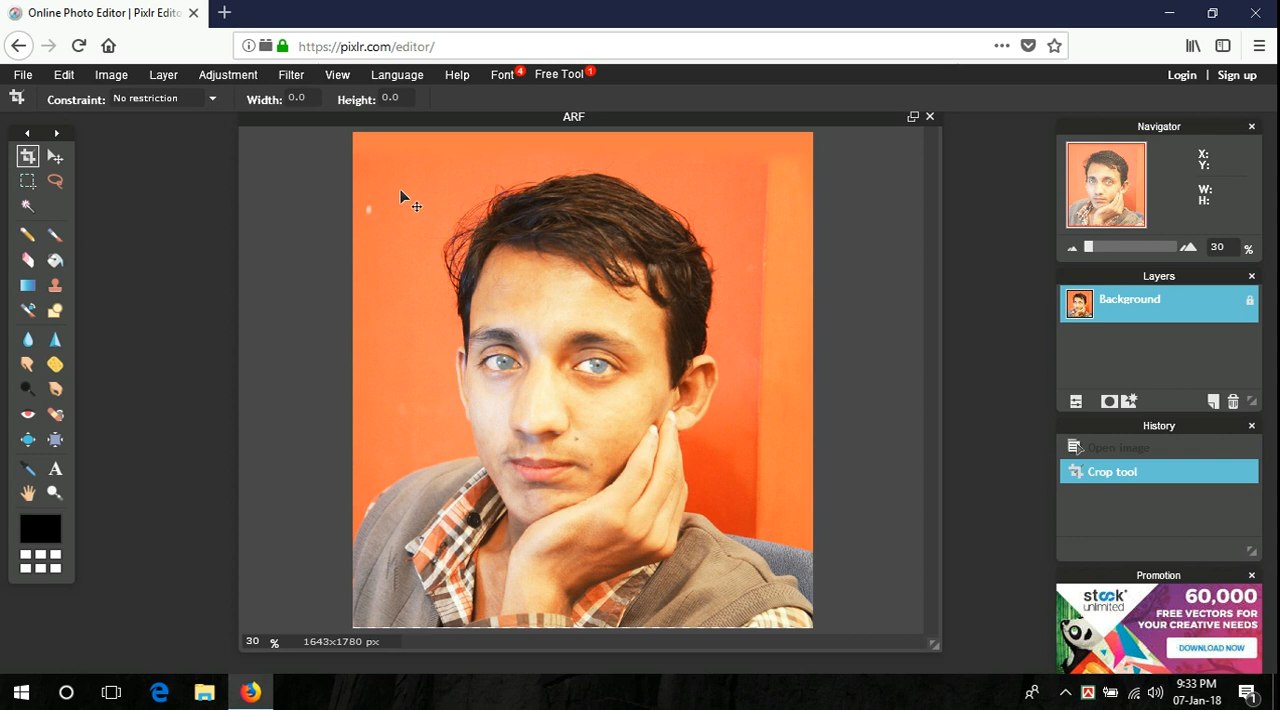 Online Photo Editor | Pixlr Edito
https://pixlr.com/editor/
File Edit Image Layer Adjustment Filter View Language Help Font 4 Free Tool 1 Login | Sign up
Constraint: No restriction Width: 0.0 Height: 0.0
ARF
Navigator
X:
Y:
W:
H:
30 %
Layers
Background
History
Open image
Crop tool
Promotion
stock unlimited
60,000
FREE VECTORS FOR
YOUR CREATIVE NEEDS
DOWNLOAD NOW
A
30 % 1643x1780 px
9:33 PM
07-Jan-18
1